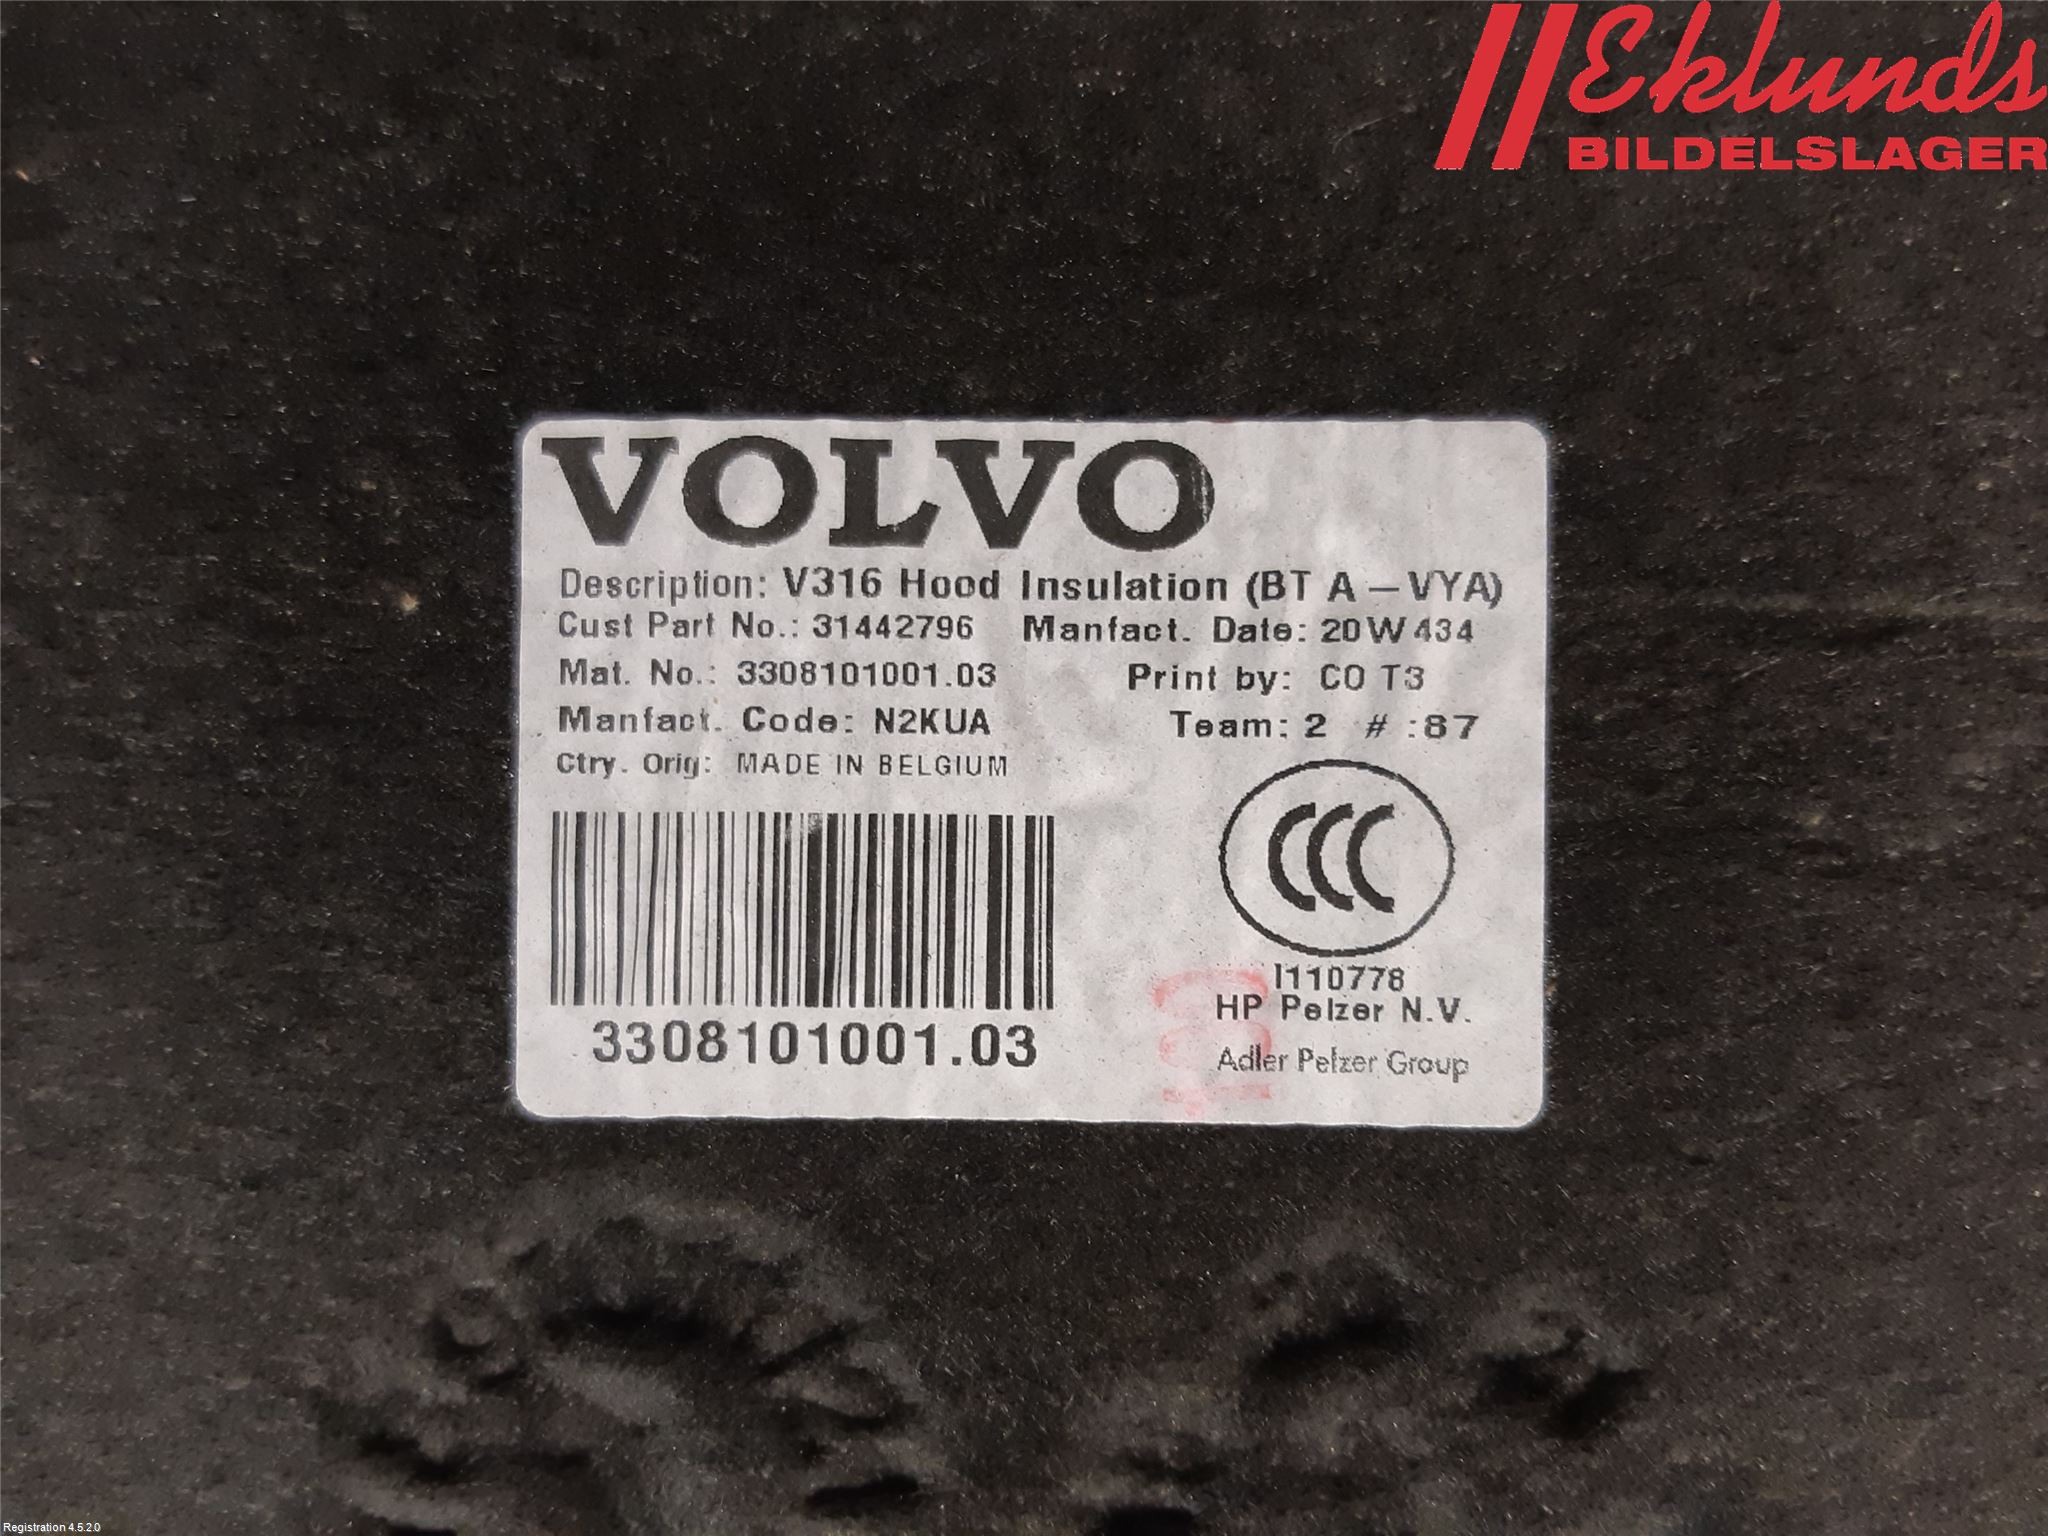 Eklunds
BILDELSLAGER
VOLVO
Description: V316 Hood Insulation (BT A – VYA)
Cust Part No.: 31442796 Manfact. Date: 20W434
Mat. No.: 3308101001.03 Print by: CO T3
Manfact. Code: N2KUA Team: 2 # :87
Ctry. Orig: MADE IN BELGIUM
CCC
I110778
HP Pelzer N.V.
3308101001.03
Adler Pelzer Group
Registration 4.5.2.0